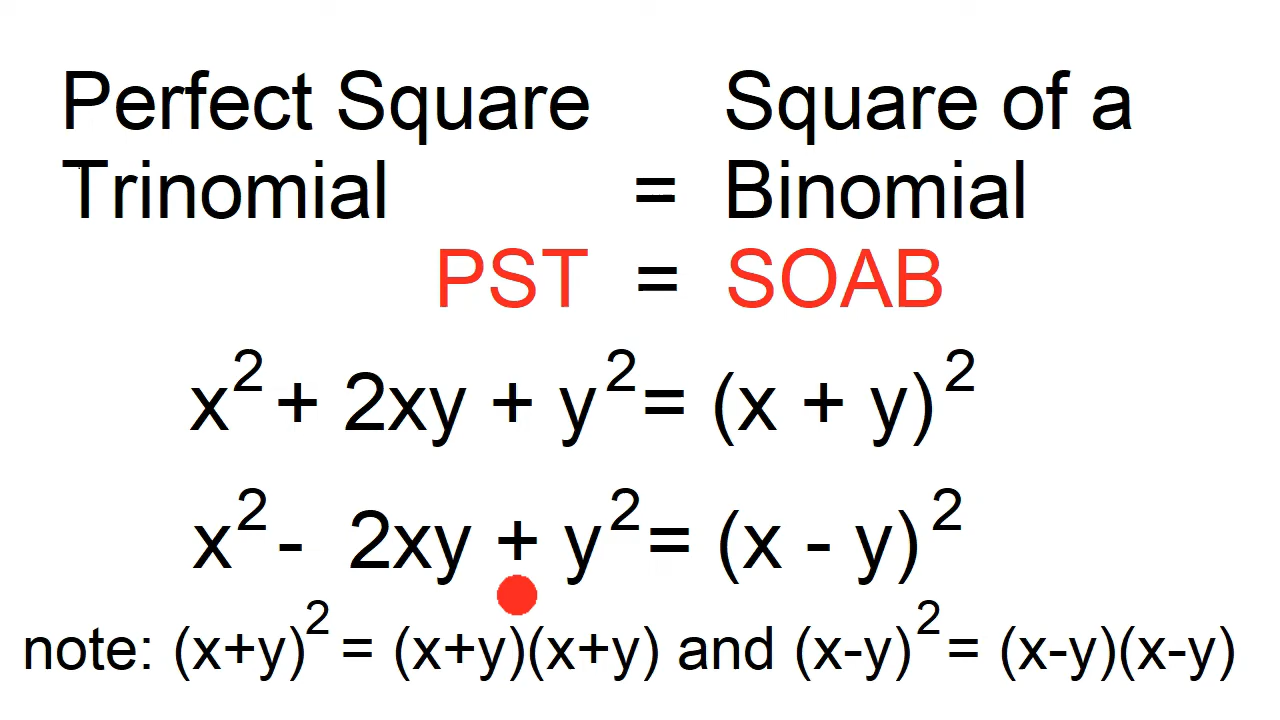 Perfect Square Square of a
Trinomial = Binomial
PST = SOAB
x² + 2xy + y² = (x + y)²
x² - 2xy + y² = (x - y)²
note: (x+y)² = (x+y)(x+y) and (x-y)² = (x-y)(x-y)